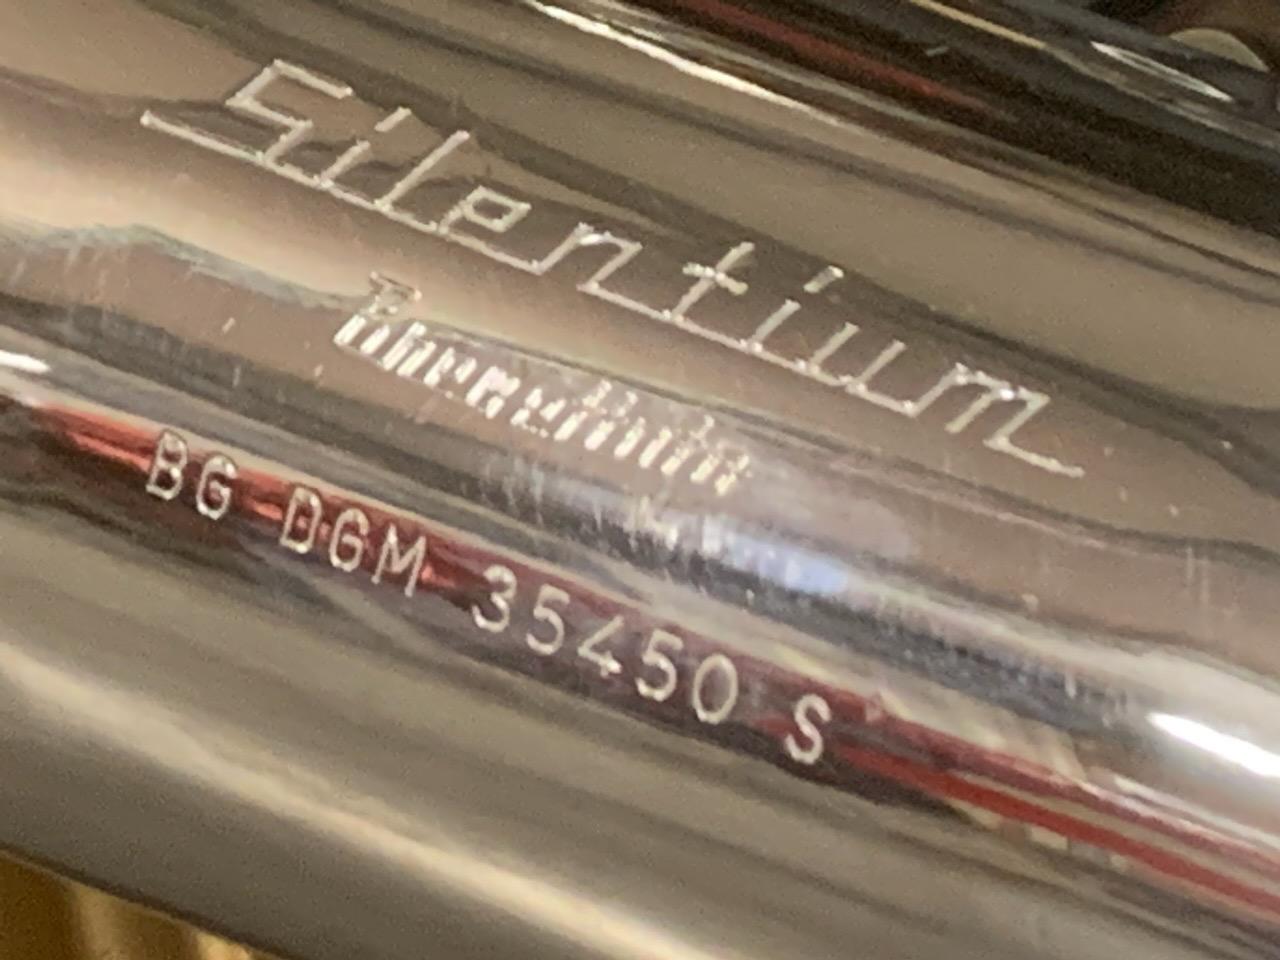 Silentium
BG DGM 35450 S